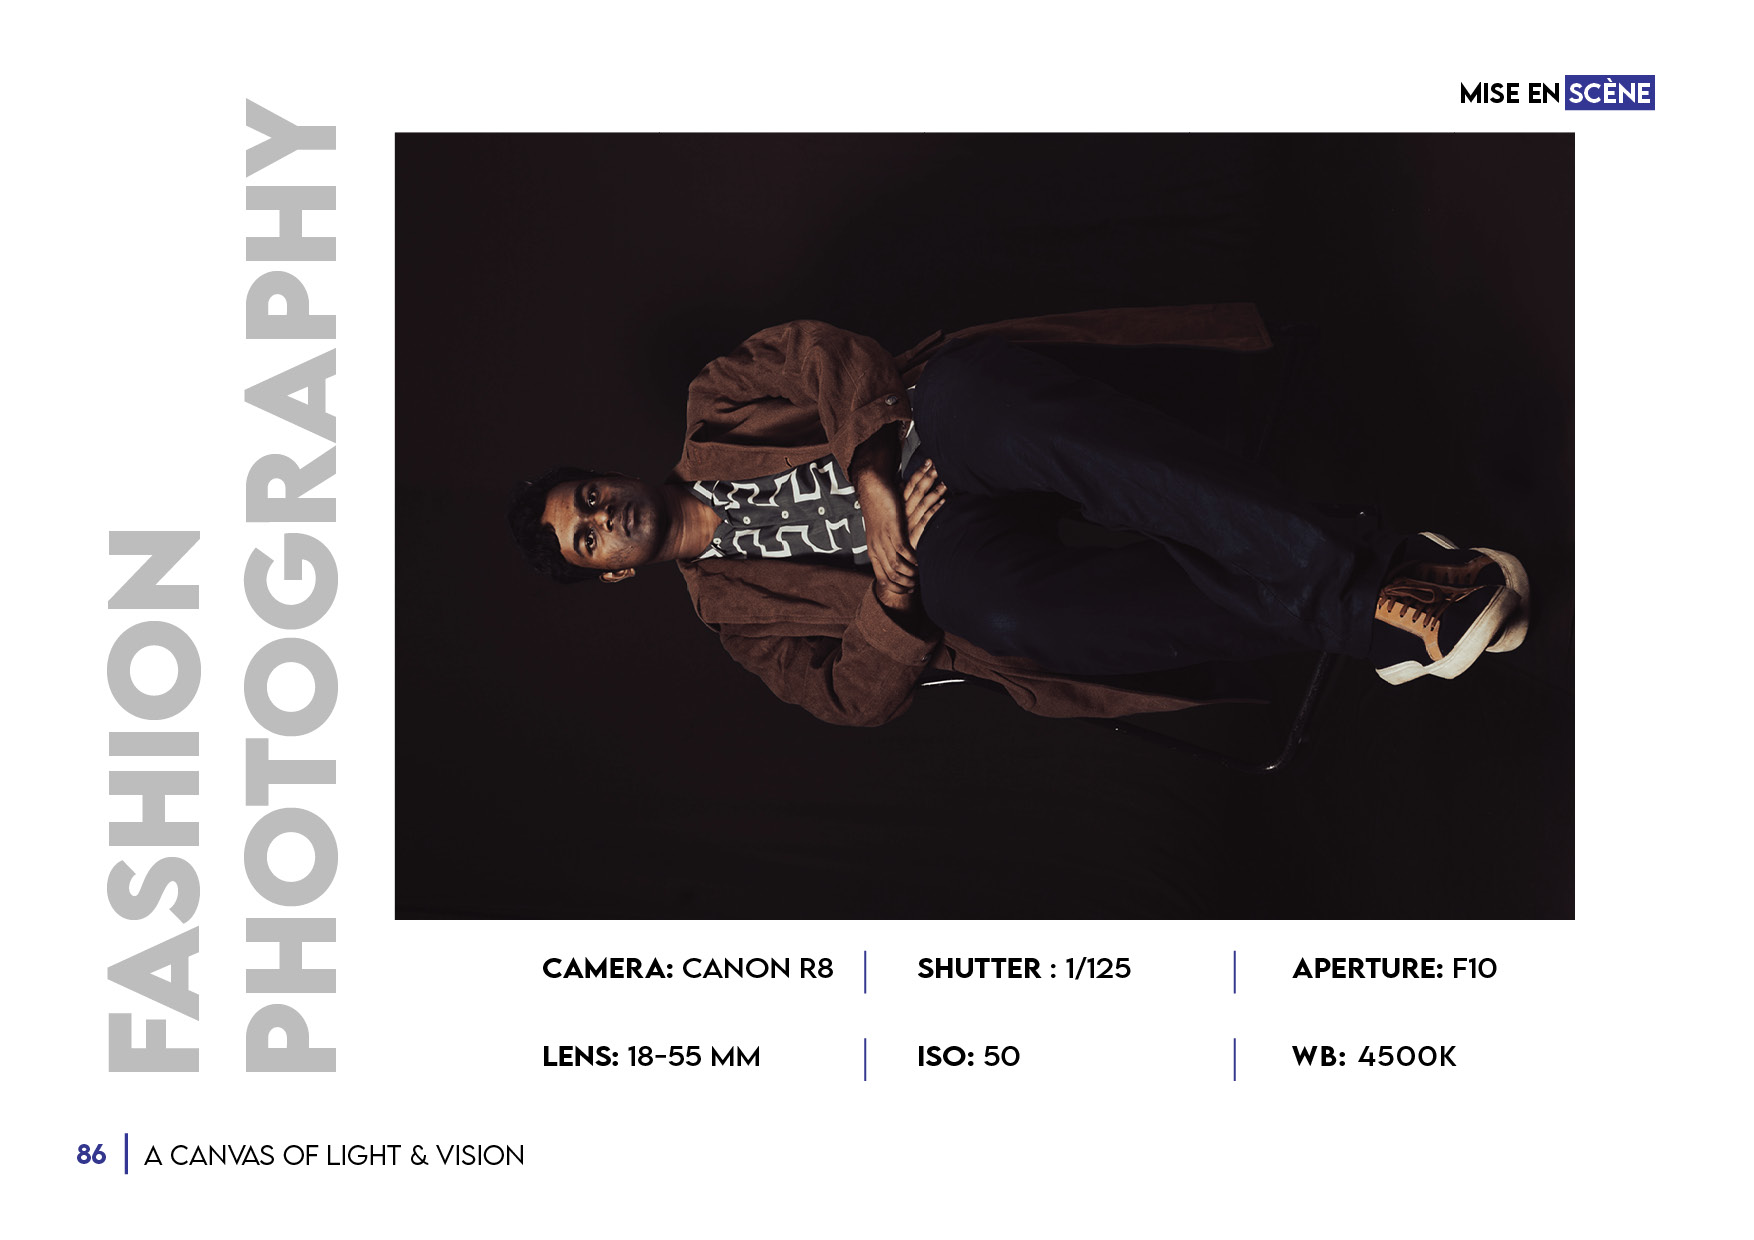 MISE EN SCÈNE
FASHION
PHOTOGRAPHY
CAMERA: CANON R8
SHUTTER : 1/125
APERTURE: F10
LENS: 18-55 MM
ISO: 50
WB: 4500K
86
A CANVAS OF LIGHT & VISION